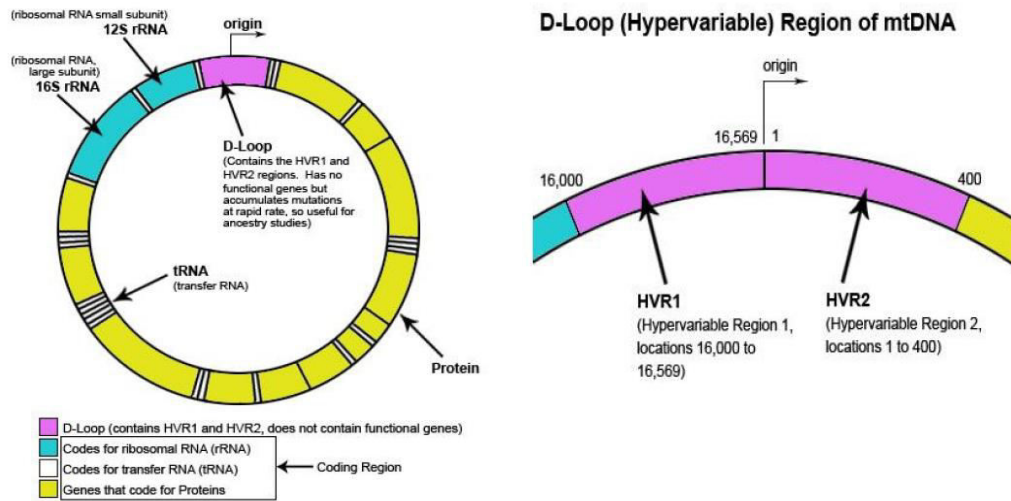 (ribosomal RNA small subunit)
12S rRNA
(ribosomal RNA,
large subunit)
16S rRNA
origin
D-Loop
(Contains the HVR1 and
HVR2 regions. Has no
functional genes but
accumulates mutations
at rapid rate, so useful for
ancestry studies)
tRNA
(transfer RNA)
Protein
D-Loop (contains HVR1 and HVR2, does not contain functional genes)
Codes for ribosomal RNA (rRNA)
Codes for transfer RNA (tRNA)
Genes that code for Proteins
Coding Region
D-Loop (Hypervariable) Region of mtDNA
origin
16,569
1
16,000
400
HVR1
(Hypervariable Region 1,
locations 16,000 to
16,569)
HVR2
(Hypervariable Region 2,
locations 1 to 400)